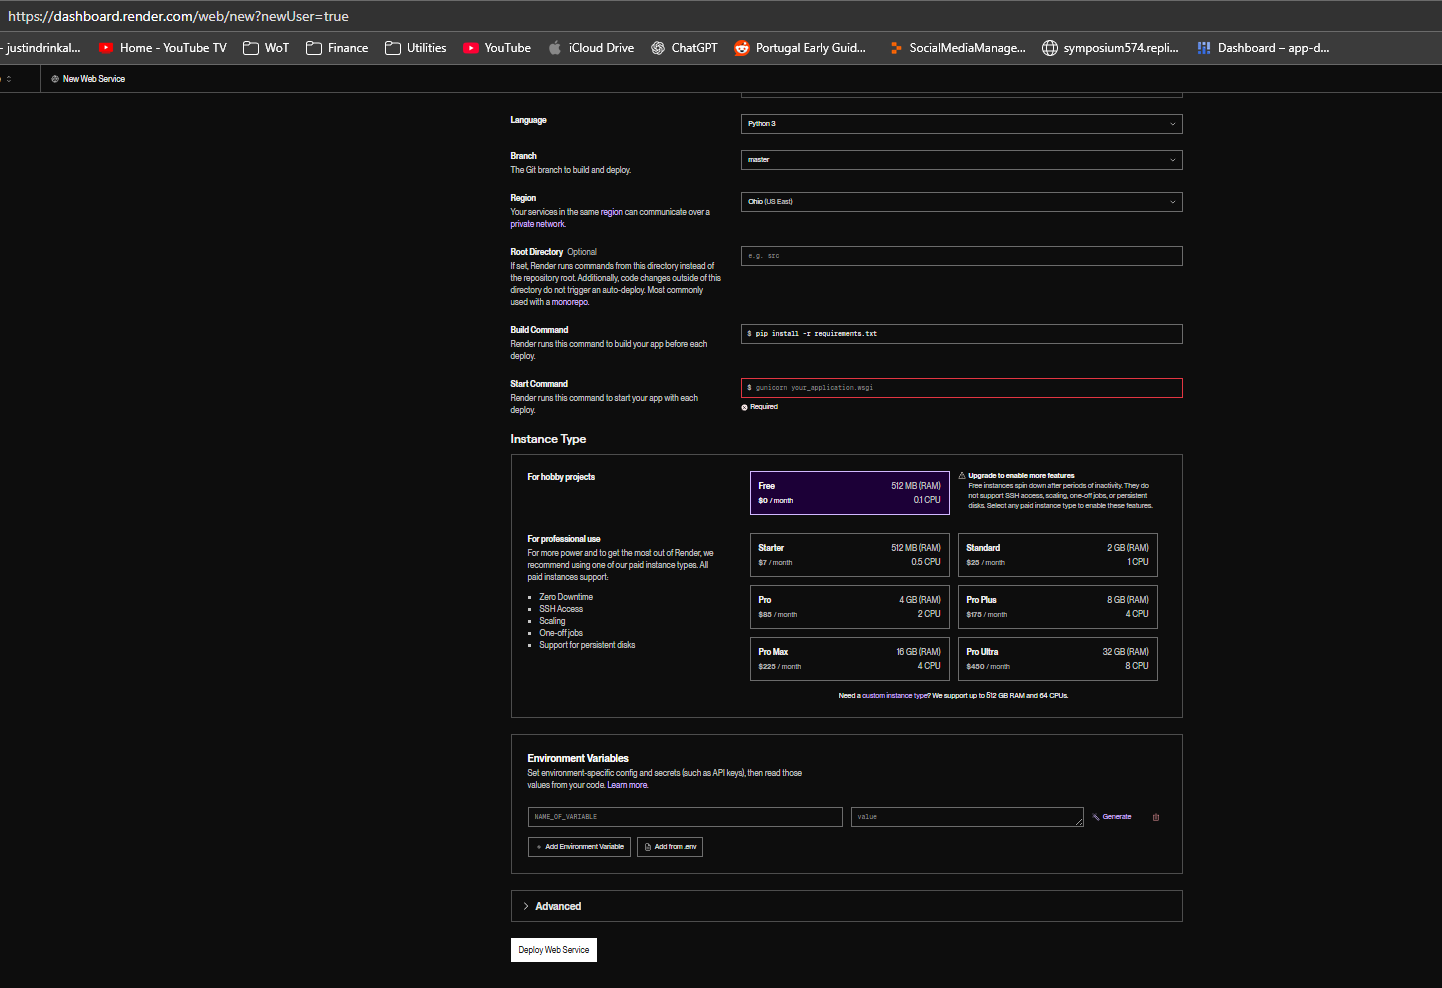 https://dashboard.render.com/web/new?newUser=true
- justindrinkal...
Home - YouTube TV
WoT
Finance
Utilities
YouTube
iCloud Drive
ChatGPT
Portugal Early Guid...
SocialMediaManage...
symposium574.repli...
Dashboard – app-d...
New Web Service
Language
Python 3
Branch
The Git branch to build and deploy.
master
Region
Your services in the same region can communicate over a
private network.
Ohio (US East)
Root Directory Optional
If set, Render runs commands from this directory instead of
the repository root. Additionally, code changes outside of this
directory do not trigger an auto-deploy. Most commonly
used with a monorepo.
e.g. src
Build Command
Render runs this command to build your app before each
deploy.
$ pip install -r requirements.txt
Start Command
Render runs this command to start your app with each
deploy.
$ gunicorn your_application.wsgi
Required
Instance Type
For hobby projects
Free
512 MB (RAM)
$0 / month
0.1 CPU
Upgrade to enable more features
Free instances spin down after periods of inactivity. They do
not support SSH access, scaling, one-off jobs, or persistent
disks. Select any paid instance type to enable these features.
For professional use
For more power and to get the most out of Render, we
recommend using one of our paid instance types. All
paid instances support:
Zero Downtime
SSH Access
Scaling
One-off jobs
Support for persistent disks
Starter
512 MB (RAM)
$7 / month
0.5 CPU
Standard
2 GB (RAM)
$25 / month
1 CPU
Pro
4 GB (RAM)
$85 / month
2 CPU
Pro Plus
8 GB (RAM)
$175 / month
4 CPU
Pro Max
16 GB (RAM)
$225 / month
4 CPU
Pro Ultra
32 GB (RAM)
$450 / month
8 CPU
Need a custom instance type? We support up to 512 GB RAM and 64 CPUs.
Environment Variables
Set environment-specific config and secrets (such as API keys), then read those
values from your code. Learn more.
NAME_OF_VARIABLE
value
Generate
+ Add Environment Variable
Add from .env
Advanced
Deploy Web Service